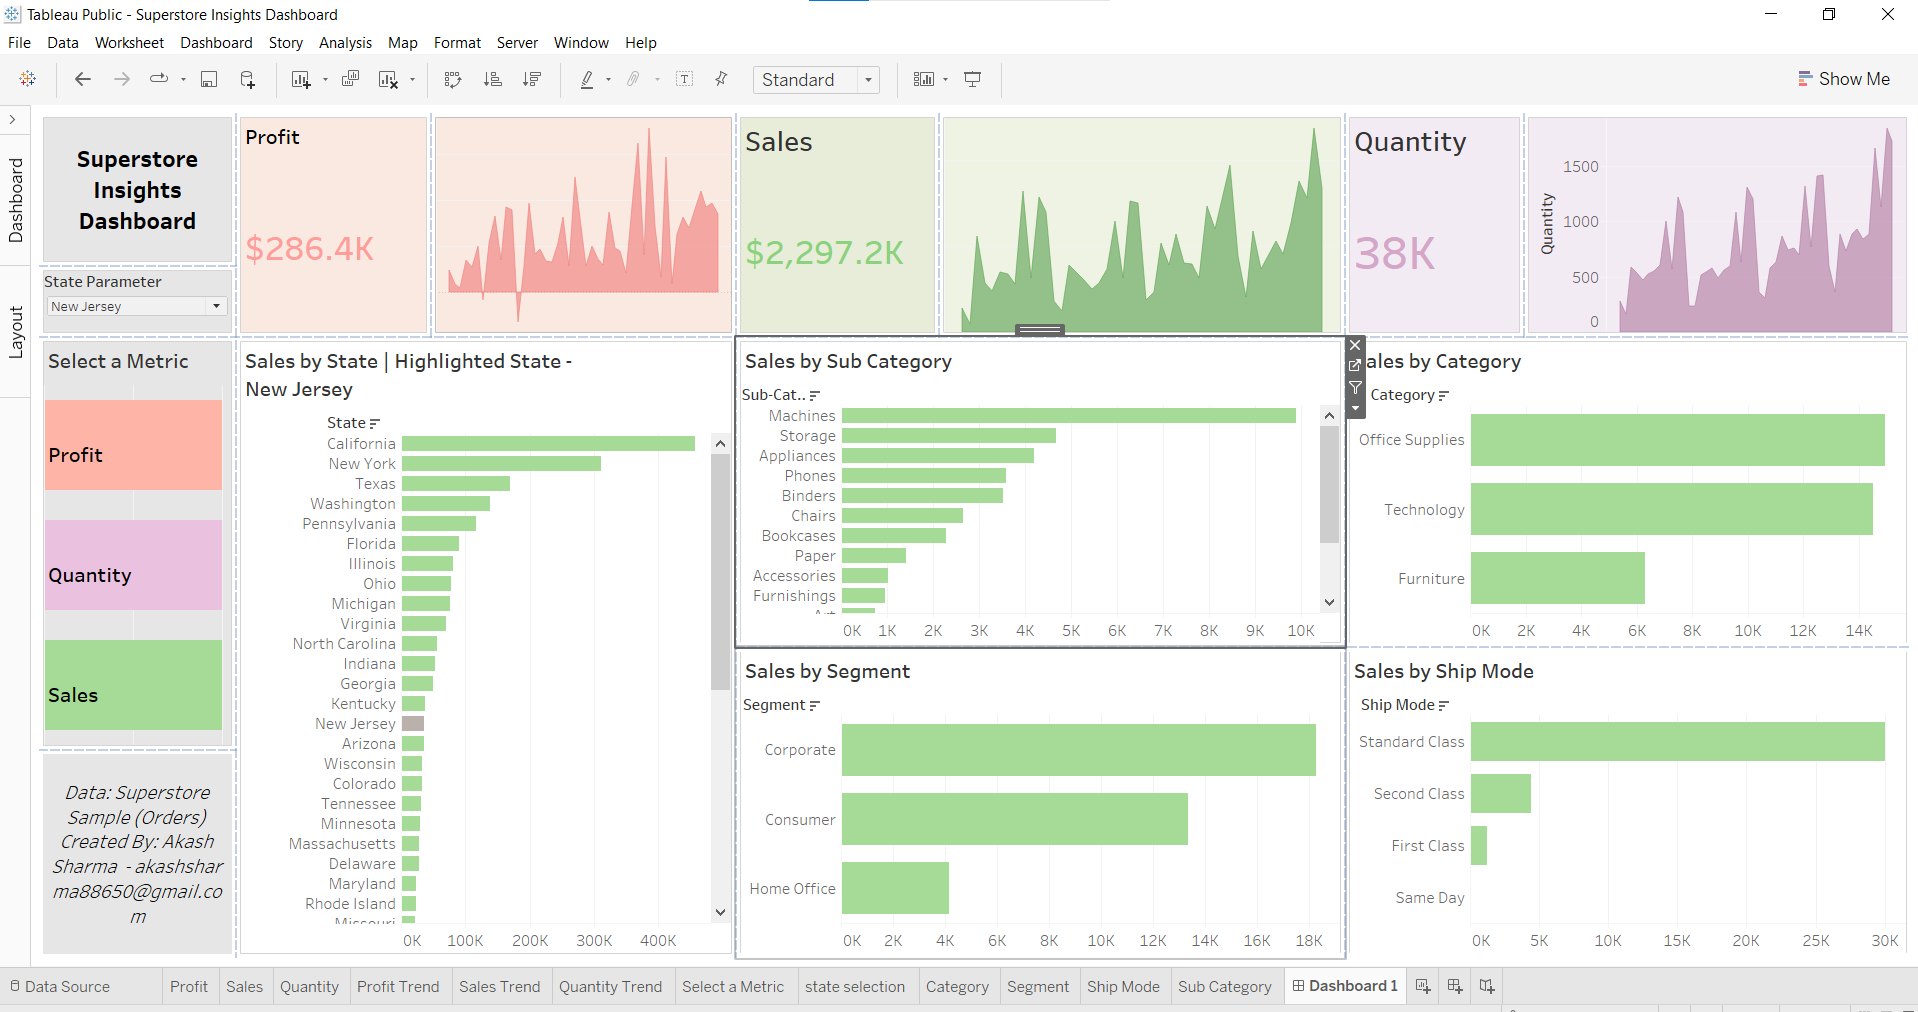 Tableau Public - Superstore Insights Dashboard
File Data Worksheet Dashboard Story Analysis Map Format Server Window Help
Standard
Show Me
Dashboard
Layout
Superstore
Insights
Dashboard
State Parameter
New Jersey
Profit
$286.4K
Sales
$2,297.2K
Quantity
38K
Quantity
1500
1000
500
0
Select a Metric
Profit
Quantity
Sales
Data: Superstore
Sample (Orders)
Created By: Akash
Sharma - akashshar
ma88650@gmail.co
m
Sales by State | Highlighted State -
New Jersey
State
California
New York
Texas
Washington
Pennsylvania
Florida
Illinois
Ohio
Michigan
Virginia
North Carolina
Indiana
Georgia
Kentucky
New Jersey
Arizona
Wisconsin
Colorado
Tennessee
Minnesota
Massachusetts
Delaware
Maryland
Rhode Island
Missouri
0K 100K 200K 300K 400K
Sales by Sub Category
Sub-Cat..
Machines
Storage
Appliances
Phones
Binders
Chairs
Bookcases
Paper
Accessories
Furnishings
Art
0K 1K 2K 3K 4K 5K 6K 7K 8K 9K 10K
ales by Category
Category
Office Supplies
Technology
Furniture
0K 2K 4K 6K 8K 10K 12K 14K
Sales by Segment
Segment
Corporate
Consumer
Home Office
0K 2K 4K 6K 8K 10K 12K 14K 16K 18K
Sales by Ship Mode
Ship Mode
Standard Class
Second Class
First Class
Same Day
0K 5K 10K 15K 20K 25K 30K
Data Source Profit Sales Quantity Profit Trend Sales Trend Quantity Trend Select a Metric state selection Category Segment Ship Mode Sub Category Dashboard 1